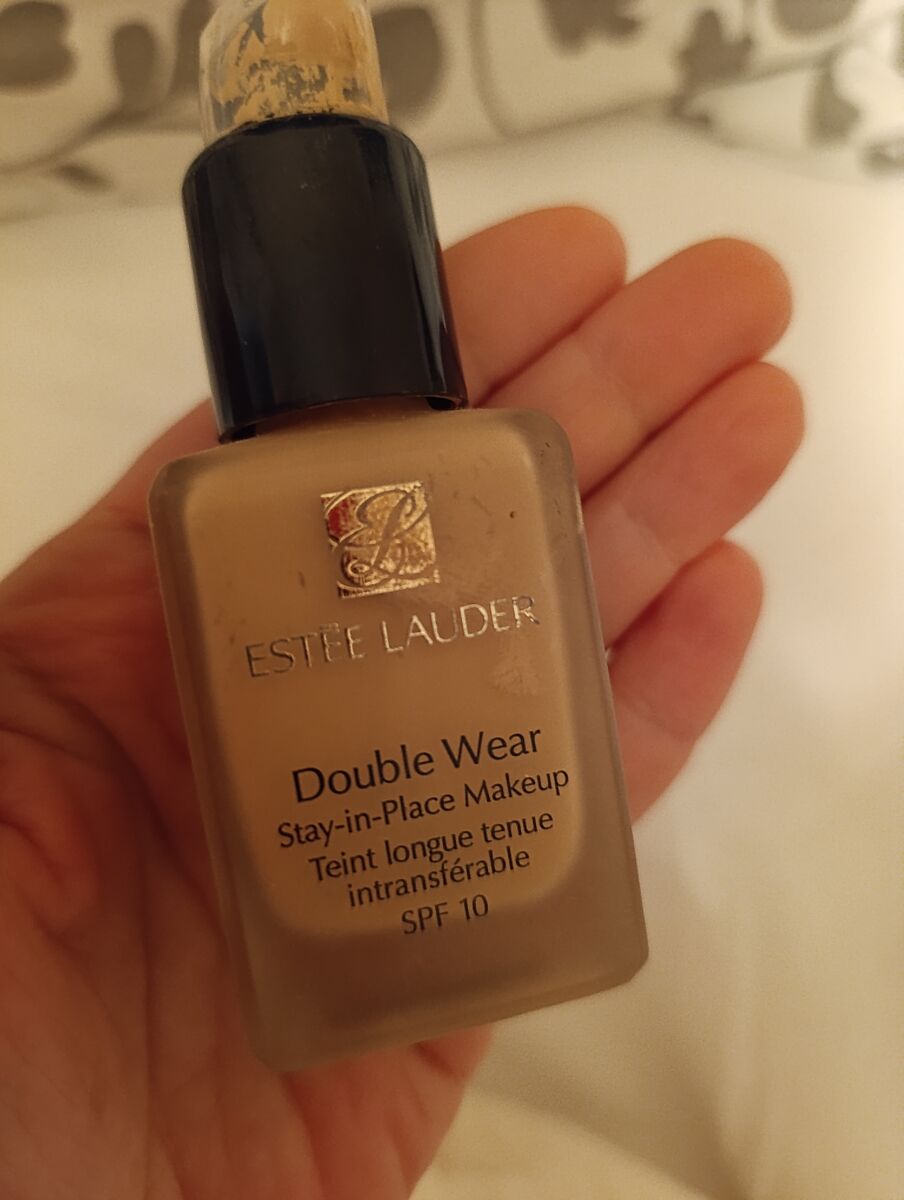 ESTĒE LAUDER
Double Wear
Stay-in-Place Makeup
Teint longue tenue
intransférable
SPF 10